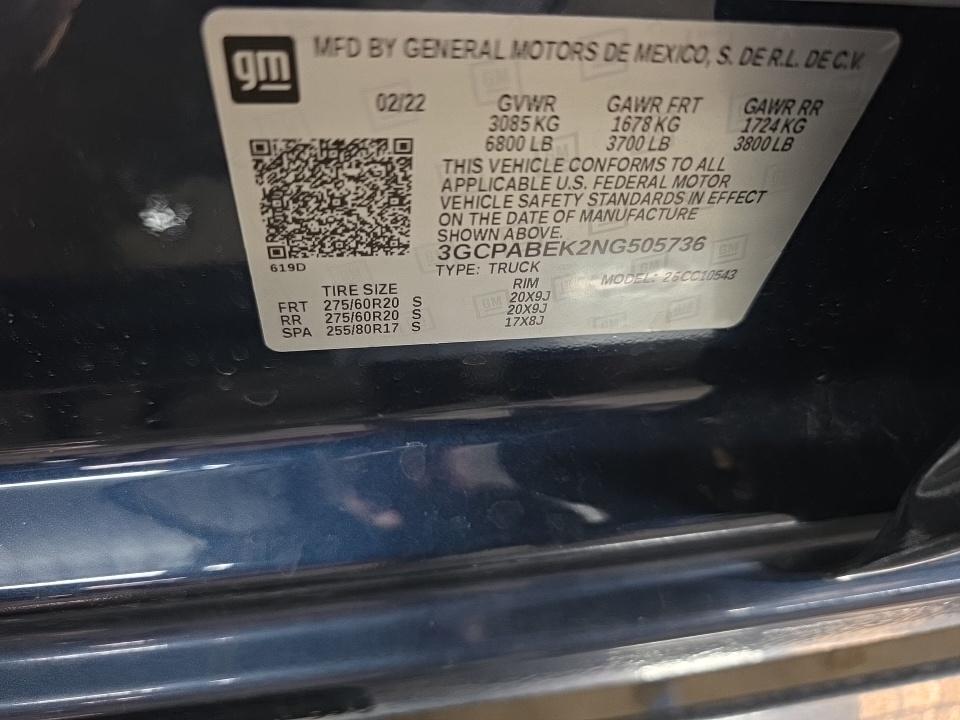 gm MFD BY GENERAL MOTORS DE MEXICO, S. DE R.L. DE C.V.
02/22 GVWR GAWR FRT GAWR RR
3085 KG 1678 KG 1724 KG
6800 LB 3700 LB 3800 LB
THIS VEHICLE CONFORMS TO ALL
APPLICABLE U.S. FEDERAL MOTOR
VEHICLE SAFETY STANDARDS IN EFFECT
ON THE DATE OF MANUFACTURE
SHOWN ABOVE.
3GCPABEK2NG505736
619D TYPE: TRUCK MODEL: 26CC10543
TIRE SIZE RIM
FRT 275/60R20 S 20X9J
RR 275/60R20 S 20X9J
SPA 255/80R17 S 17X8J